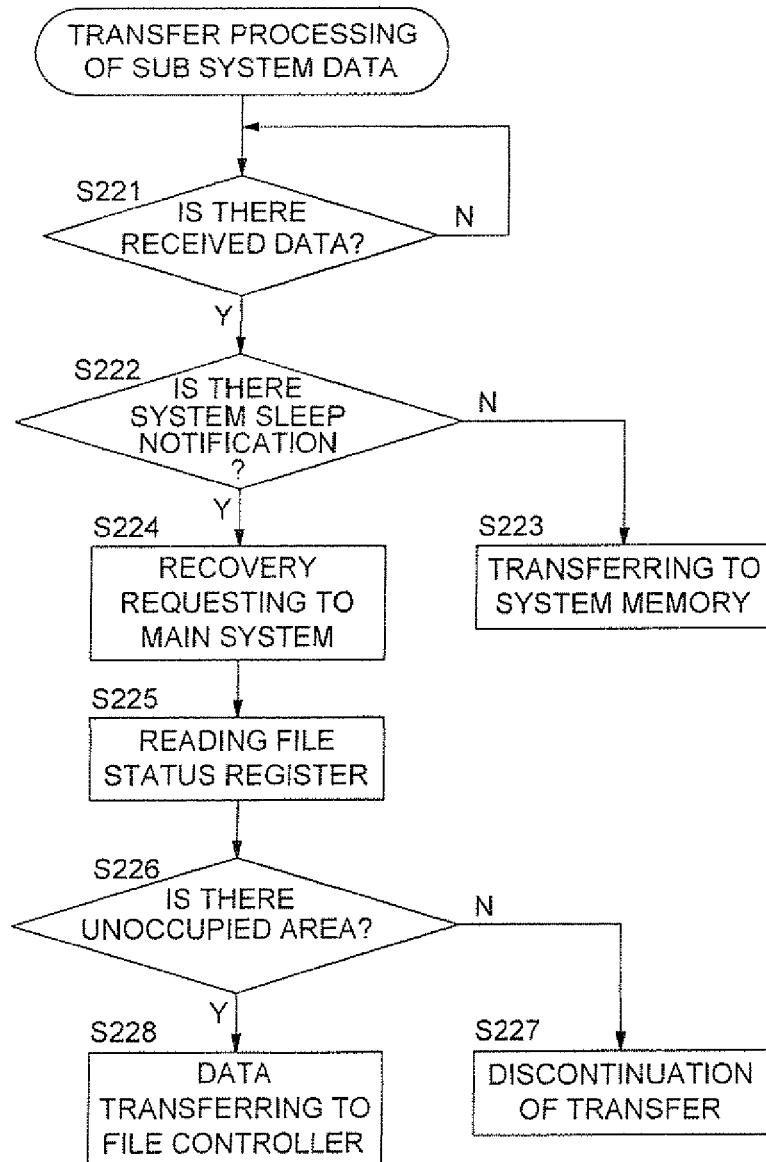 TRANSFER PROCESSING
OF SUB SYSTEM DATA
S221
IS THERE
RECEIVED DATA?
N
Y
S222
IS THERE
SYSTEM SLEEP
NOTIFICATION
?
N
Y
S224
RECOVERY
REQUESTING TO
MAIN SYSTEM
S223
TRANSFERRING TO
SYSTEM MEMORY
S225
READING FILE
STATUS REGISTER
S226
IS THERE
UNOCCUPIED AREA?
N
Y
S228
DATA
TRANSFERRING TO
FILE CONTROLLER
S227
DISCONTINUATION
OF TRANSFER